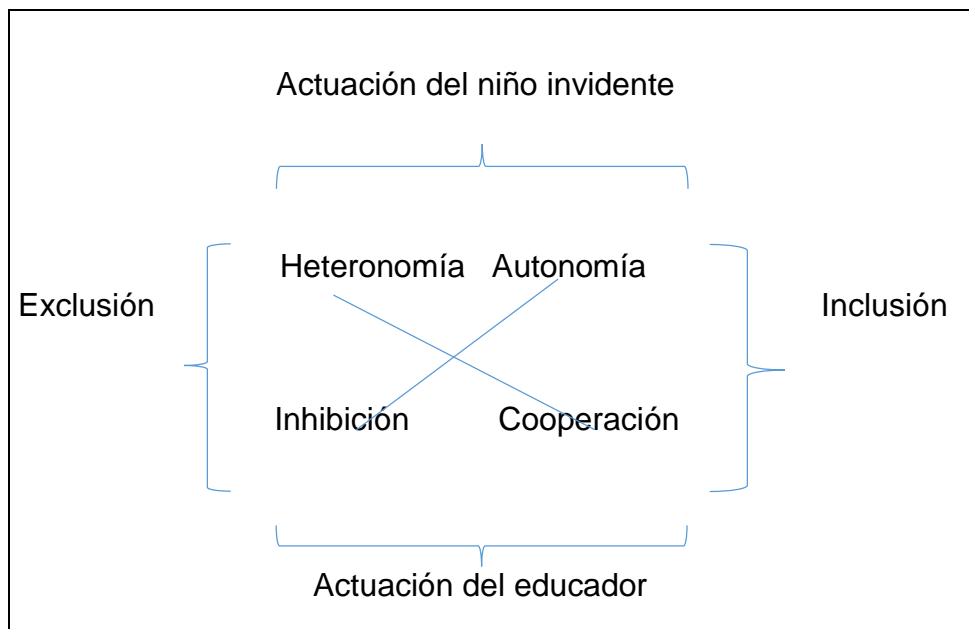 Actuación del niño invidente
Heteronomía Autonomía
Exclusión Inclusión
Inhibición Cooperación
Actuación del educador